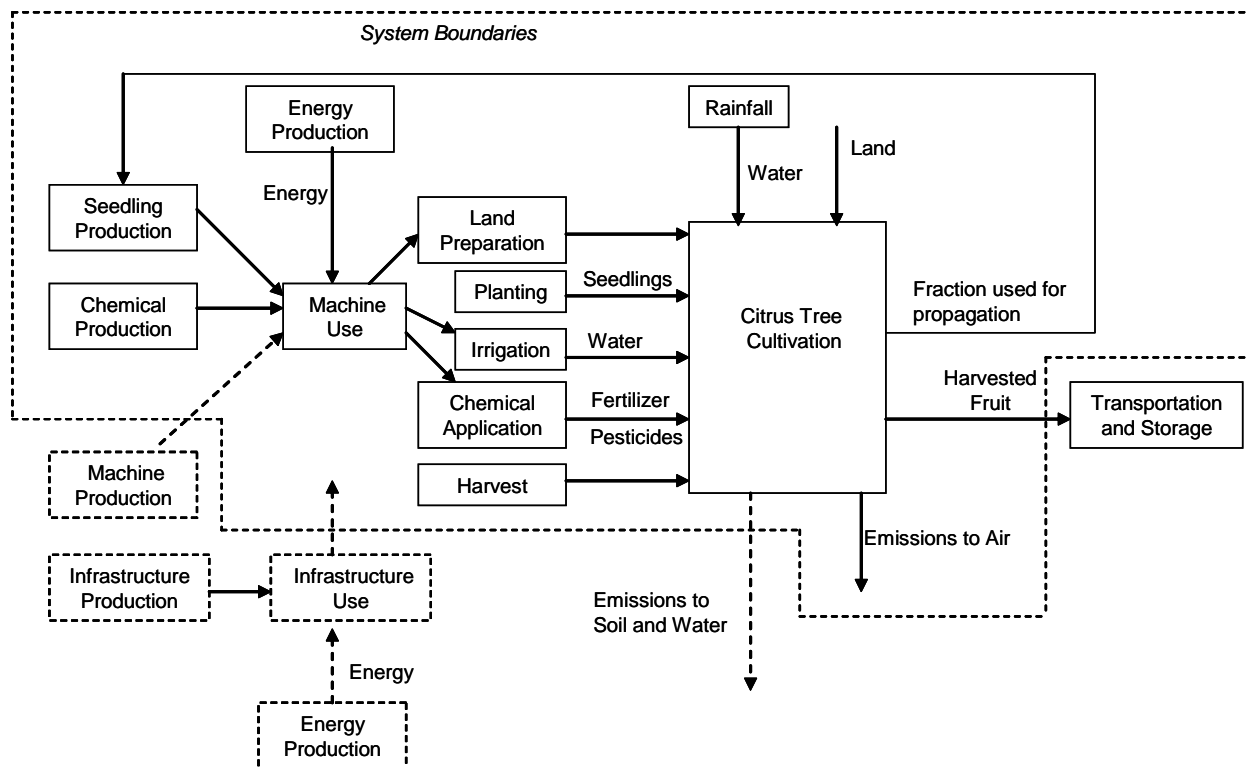 System Boundaries
Energy
Production
Rainfall
Land
Water
Energy
Seedling
Production
Land
Preparation
Chemical
Production
Machine
Use
Planting
Seedlings
Fraction used for
propagation
Citrus Tree
Cultivation
Irrigation
Water
Harvested
Fruit
Chemical
Application
Fertilizer
Pesticides
Transportation
and Storage
Machine
Production
Harvest
Emissions to Air
Infrastructure
Production
Infrastructure
Use
Emissions to
Soil and Water
Energy
Energy
Production